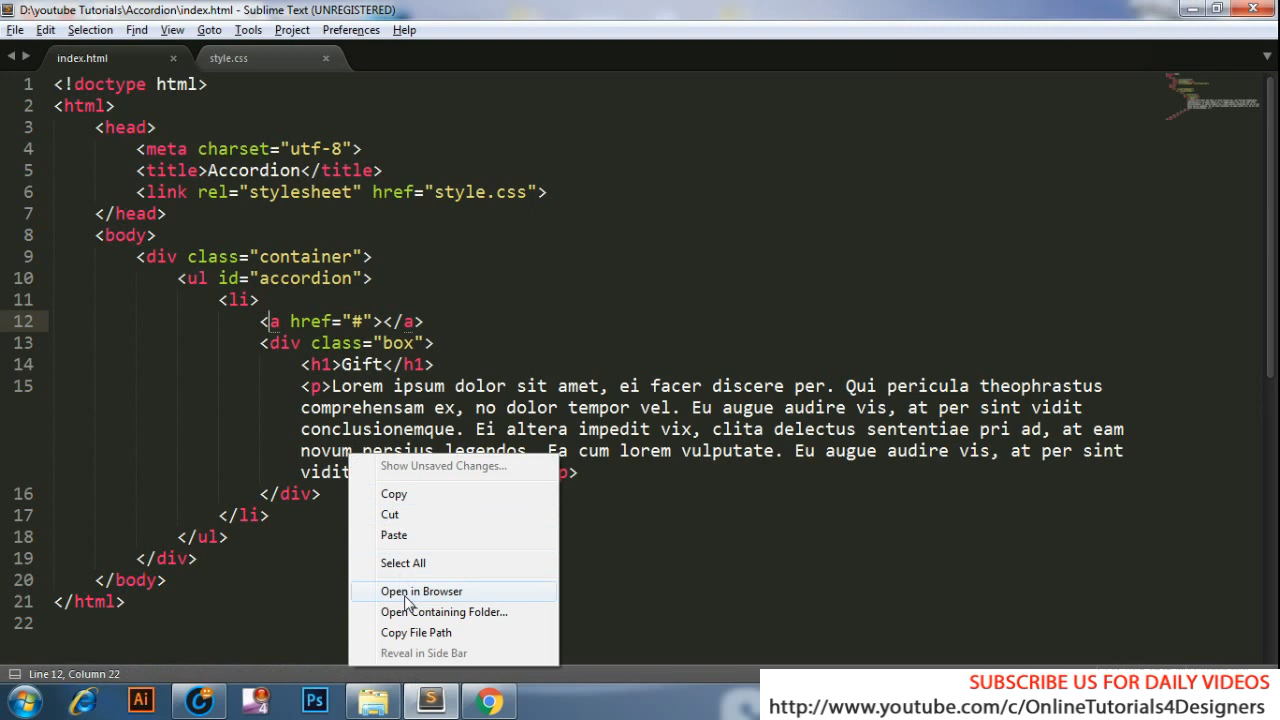 D:\youtube Tutorials\Accordion\index.html - Sublime Text (UNREGISTERED)
File Edit Selection Find View Goto Tools Project Preferences Help
index.html style.css
1 <!doctype html>
2 <html>
3 <head>
4 <meta charset="utf-8">
5 <title>Accordion</title>
6 <link rel="stylesheet" href="style.css">
7 </head>
8 <body>
9 <div class="container">
10 <ul id="accordion">
11 <li>
12 <a href="#"></a>
13 <div class="box">
14 <h1>Gift</h1>
15 <p>Lorem ipsum dolor sit amet, ei facer discere per. Qui pericula theophrastus
comprehensam ex, no dolor tempor vel. Eu augue audire vis, at per sint vidit
conclusionemque. Ei altera impedit vix, clita delectus sententiae pri ad, at eam
novum persius legendos. Ea cum lorem vulputate. Eu augue audire vis, at per sint
vidit p>
16 </div>
17 </li>
18 </ul>
19 </div>
20 </body>
21 </html>
22
Show Unsaved Changes...
Copy
Cut
Paste
Select All
Open in Browser
Open Containing Folder...
Copy File Path
Reveal in Side Bar
Line 12, Column 22
Ai Ps
SUBSCRIBE US FOR DAILY VIDEOS
http://www.youtube.com/c/OnlineTutorials4Designers